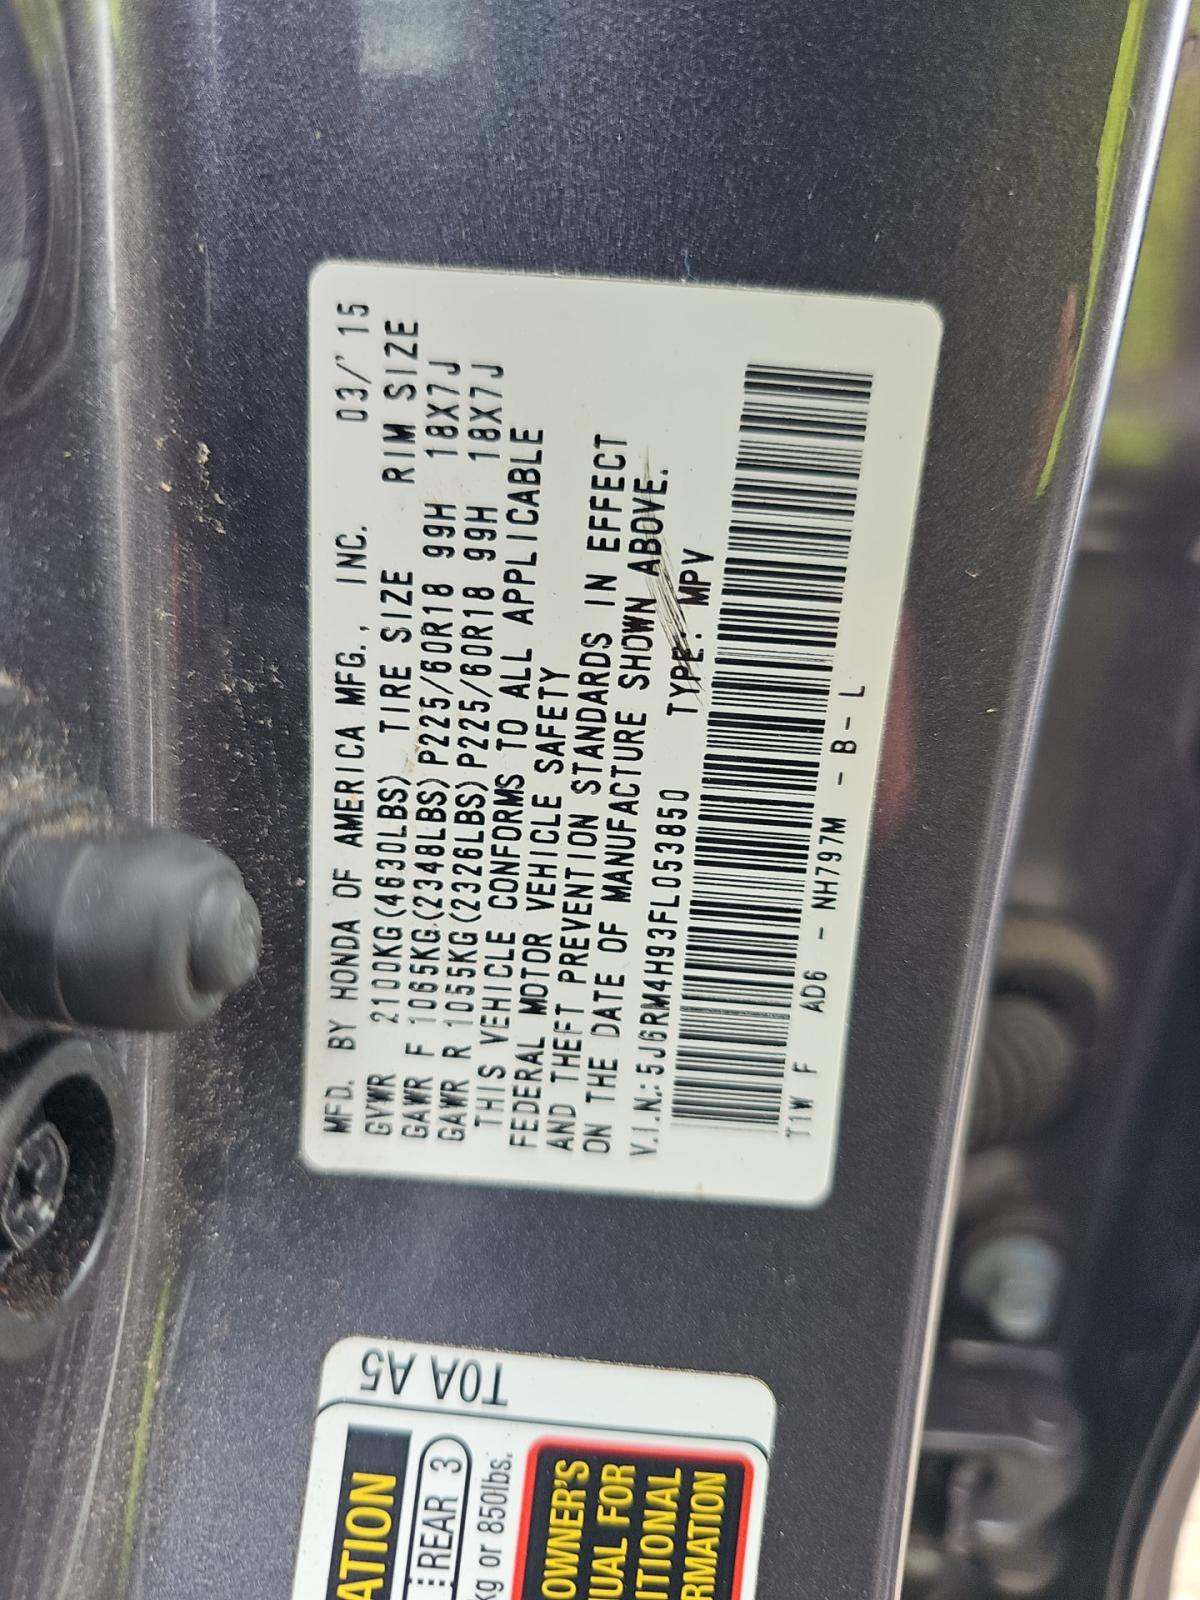 MFD. BY HONDA OF AMERICA MFG., INC. 03/'15
GVWR 2100KG(4630LBS) TIRE SIZE RIM SIZE
GAWR F 1065KG(2348LBS) P225/60R18 99H 18X7J
GAWR R 1055KG(2326LBS) P225/60R18 99H 18X7J
THIS VEHICLE CONFORMS TO ALL APPLICABLE
FEDERAL MOTOR VEHICLE SAFETY
AND THEFT PREVENTION STANDARDS IN EFFECT
ON THE DATE OF MANUFACTURE SHOWN ABOVE.
V.I.N.: 5J6RM4H93FL053850 TYPE: MPV
T1W F AD6 - NH797M - B - L
T0A A5
ATION
REAR 3
kg or 850lbs.
OWNER'S
UAL FOR
ITIONAL
RMATION